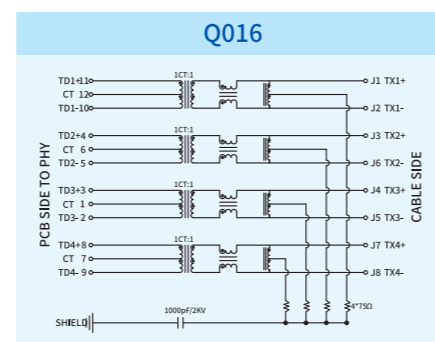 Q016
1CT:1
TD1+11 J1 TX1+
CT 12
TD1-10 J2 TX1-
1CT:1
TD2+4 J3 TX2+
CT 6
TD2- 5 J6 TX2-
1CT:1
TD3+3 J4 TX3+
CT 1
TD3- 2 J5 TX3-
1CT:1
TD4+8 J7 TX4+
CT 7
TD4- 9 J8 TX4-
PCB SIDE TO PHY
CABLE SIDE
4*75Ω
1000pF/2KV
SHIELD